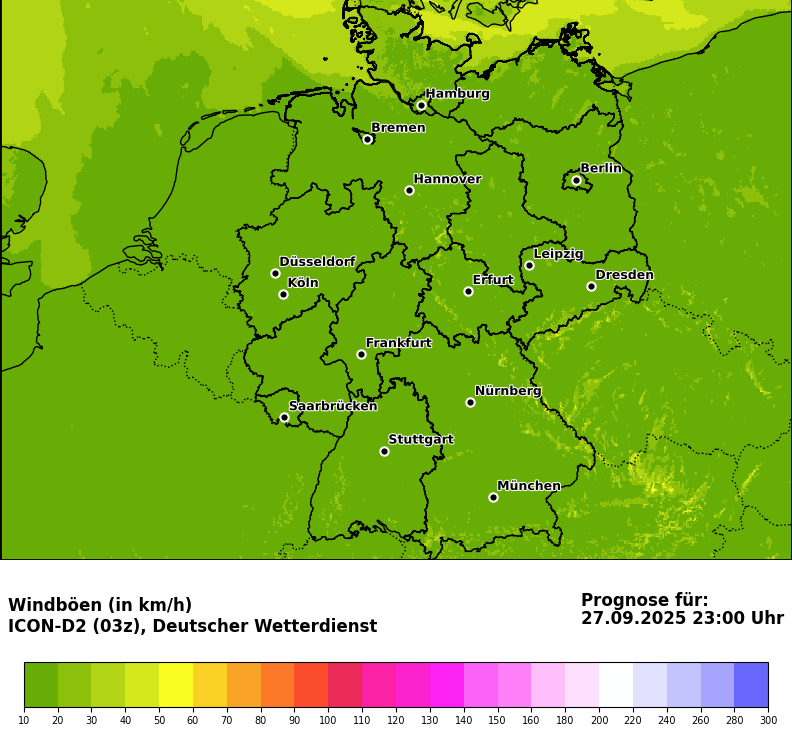 Hamburg
Bremen
Berlin
Hannover
Leipzig
Düsseldorf
Dresden
Köln
Erfurt
Frankfurt
Nürnberg
Saarbrücken
Stuttgart
München
Windböen (in km/h)
ICON-D2 (03z), Deutscher Wetterdienst
Prognose für:
27.09.2025 23:00 Uhr
10 20 30 40 50 60 70 80 90 100 110 120 130 140 150 160 180 200 220 240 260 280 300